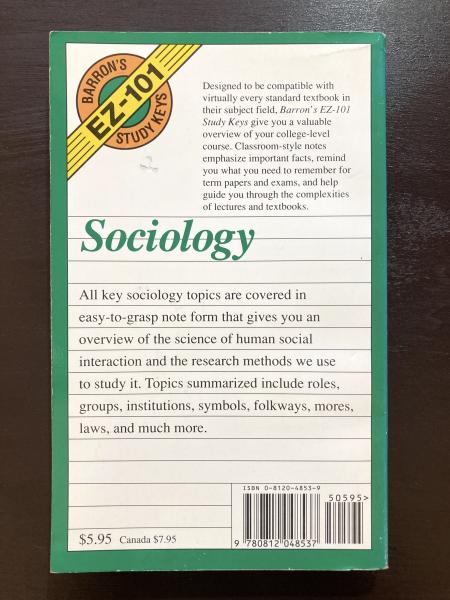 BARRON'S
EZ-101
STUDY KEYS
Designed to be compatible with
virtually every standard textbook in
their subject field, Barron's EZ-101
Study Keys give you a valuable
overview of your college-level
course. Classroom-style notes
emphasize important facts, remind
you what you need to remember for
term papers and exams, and help
guide you through the complexities
of lectures and textbooks.
Sociology
All key sociology topics are covered in
easy-to-grasp note form that gives you an
overview of the science of human social
interaction and the research methods we use
to study it. Topics summarized include roles,
groups, institutions, symbols, folkways, mores,
laws, and much more.
ISBN 0-8120-4853-9
50595>
$5.95 Canada $7.95
9 780812 048537